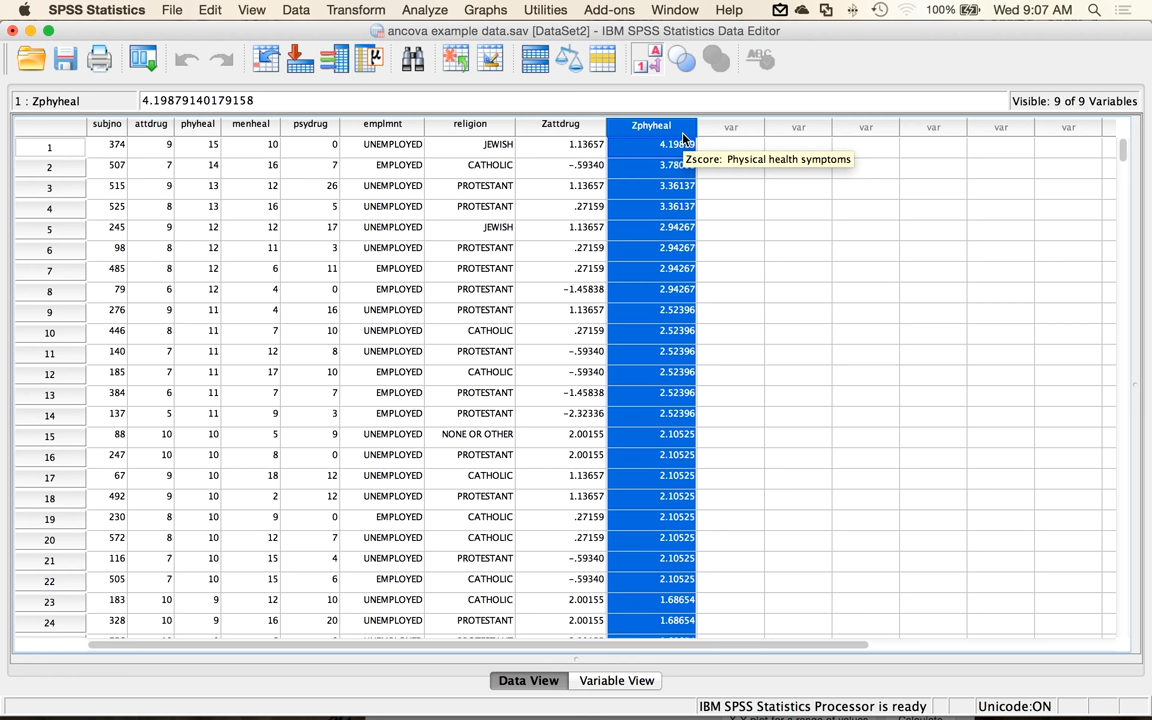 SPSS Statistics File Edit View Data Transform Analyze Graphs Utilities Add-ons Window Help 100% Wed 9:07 AM
ancova example data.sav [DataSet2] - IBM SPSS Statistics Data Editor
1 : Zphyheal 4.19879140179158 Visible: 9 of 9 Variables
subjno attdrug phyheal menheal psydrug emplmnt religion Zattdrug Zphyheal var var var var var var
1 374 9 15 10 0 UNEMPLOYED JEWISH 1.13657
Zscore: Physical health symptoms
2 507 7 14 16 7 EMPLOYED CATHOLIC -.59340
3 515 9 13 12 26 UNEMPLOYED PROTESTANT 1.13657 3.36137
4 525 8 13 16 5 UNEMPLOYED PROTESTANT .27159 3.36137
5 245 9 12 12 17 UNEMPLOYED JEWISH 1.13657 2.94267
6 98 8 12 11 3 UNEMPLOYED PROTESTANT .27159 2.94267
7 485 8 12 6 11 EMPLOYED PROTESTANT .27159 2.94267
8 79 6 12 4 0 EMPLOYED PROTESTANT -1.45838 2.94267
9 276 9 11 4 16 UNEMPLOYED PROTESTANT 1.13657 2.52396
10 446 8 11 7 10 UNEMPLOYED CATHOLIC .27159 2.52396
11 140 7 11 12 8 UNEMPLOYED PROTESTANT -.59340 2.52396
12 185 7 11 17 10 EMPLOYED CATHOLIC -.59340 2.52396
13 384 6 11 7 7 EMPLOYED PROTESTANT -1.45838 2.52396
14 137 5 11 9 3 EMPLOYED PROTESTANT -2.32336 2.52396
15 88 10 10 5 9 UNEMPLOYED NONE OR OTHER 2.00155 2.10525
16 247 10 10 8 0 UNEMPLOYED PROTESTANT 2.00155 2.10525
17 67 9 10 18 12 UNEMPLOYED CATHOLIC 1.13657 2.10525
18 492 9 10 2 12 UNEMPLOYED PROTESTANT 1.13657 2.10525
19 230 8 10 9 0 EMPLOYED CATHOLIC .27159 2.10525
20 572 8 10 12 7 UNEMPLOYED CATHOLIC .27159 2.10525
21 116 7 10 15 4 UNEMPLOYED PROTESTANT -.59340 2.10525
22 505 7 10 15 6 EMPLOYED CATHOLIC -.59340 2.10525
23 183 10 9 12 10 UNEMPLOYED CATHOLIC 2.00155 1.68654
24 328 10 9 16 20 UNEMPLOYED PROTESTANT 2.00155 1.68654
Data View Variable View
IBM SPSS Statistics Processor is ready Unicode:ON